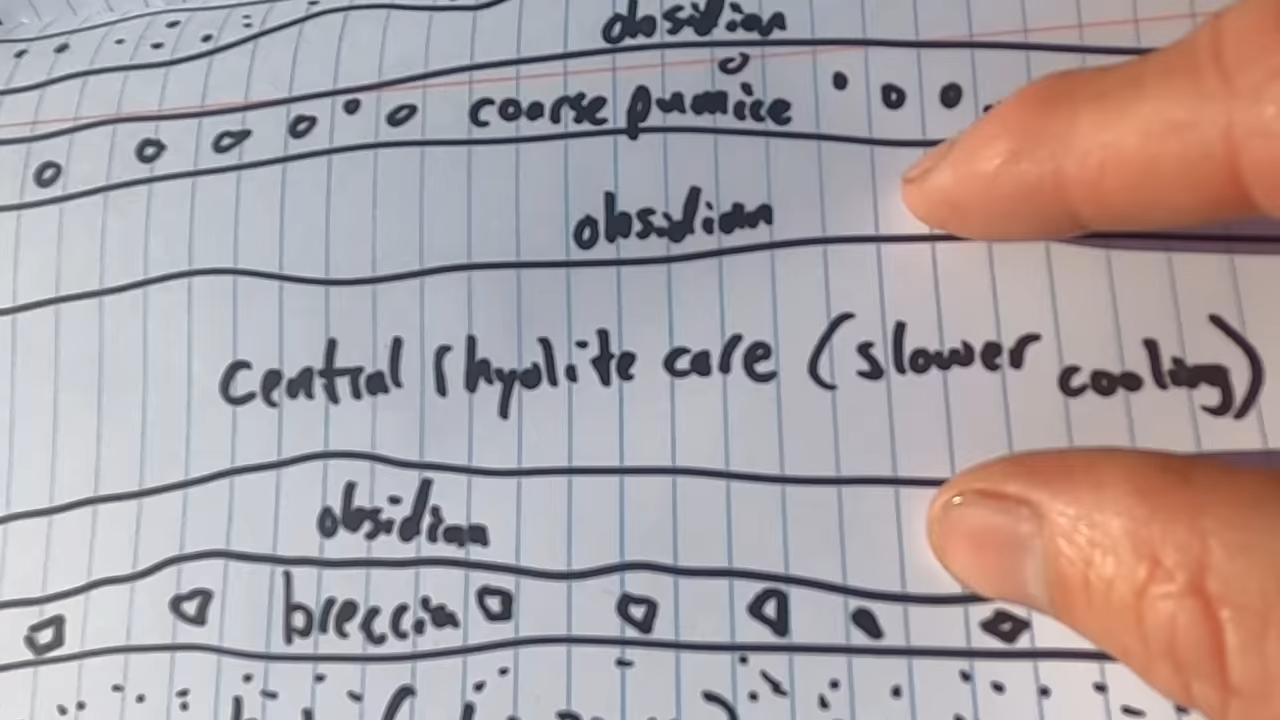 obsidian
coarse pumice
obsidian
central rhyolite core (slower cooling)
obsidian
breccia